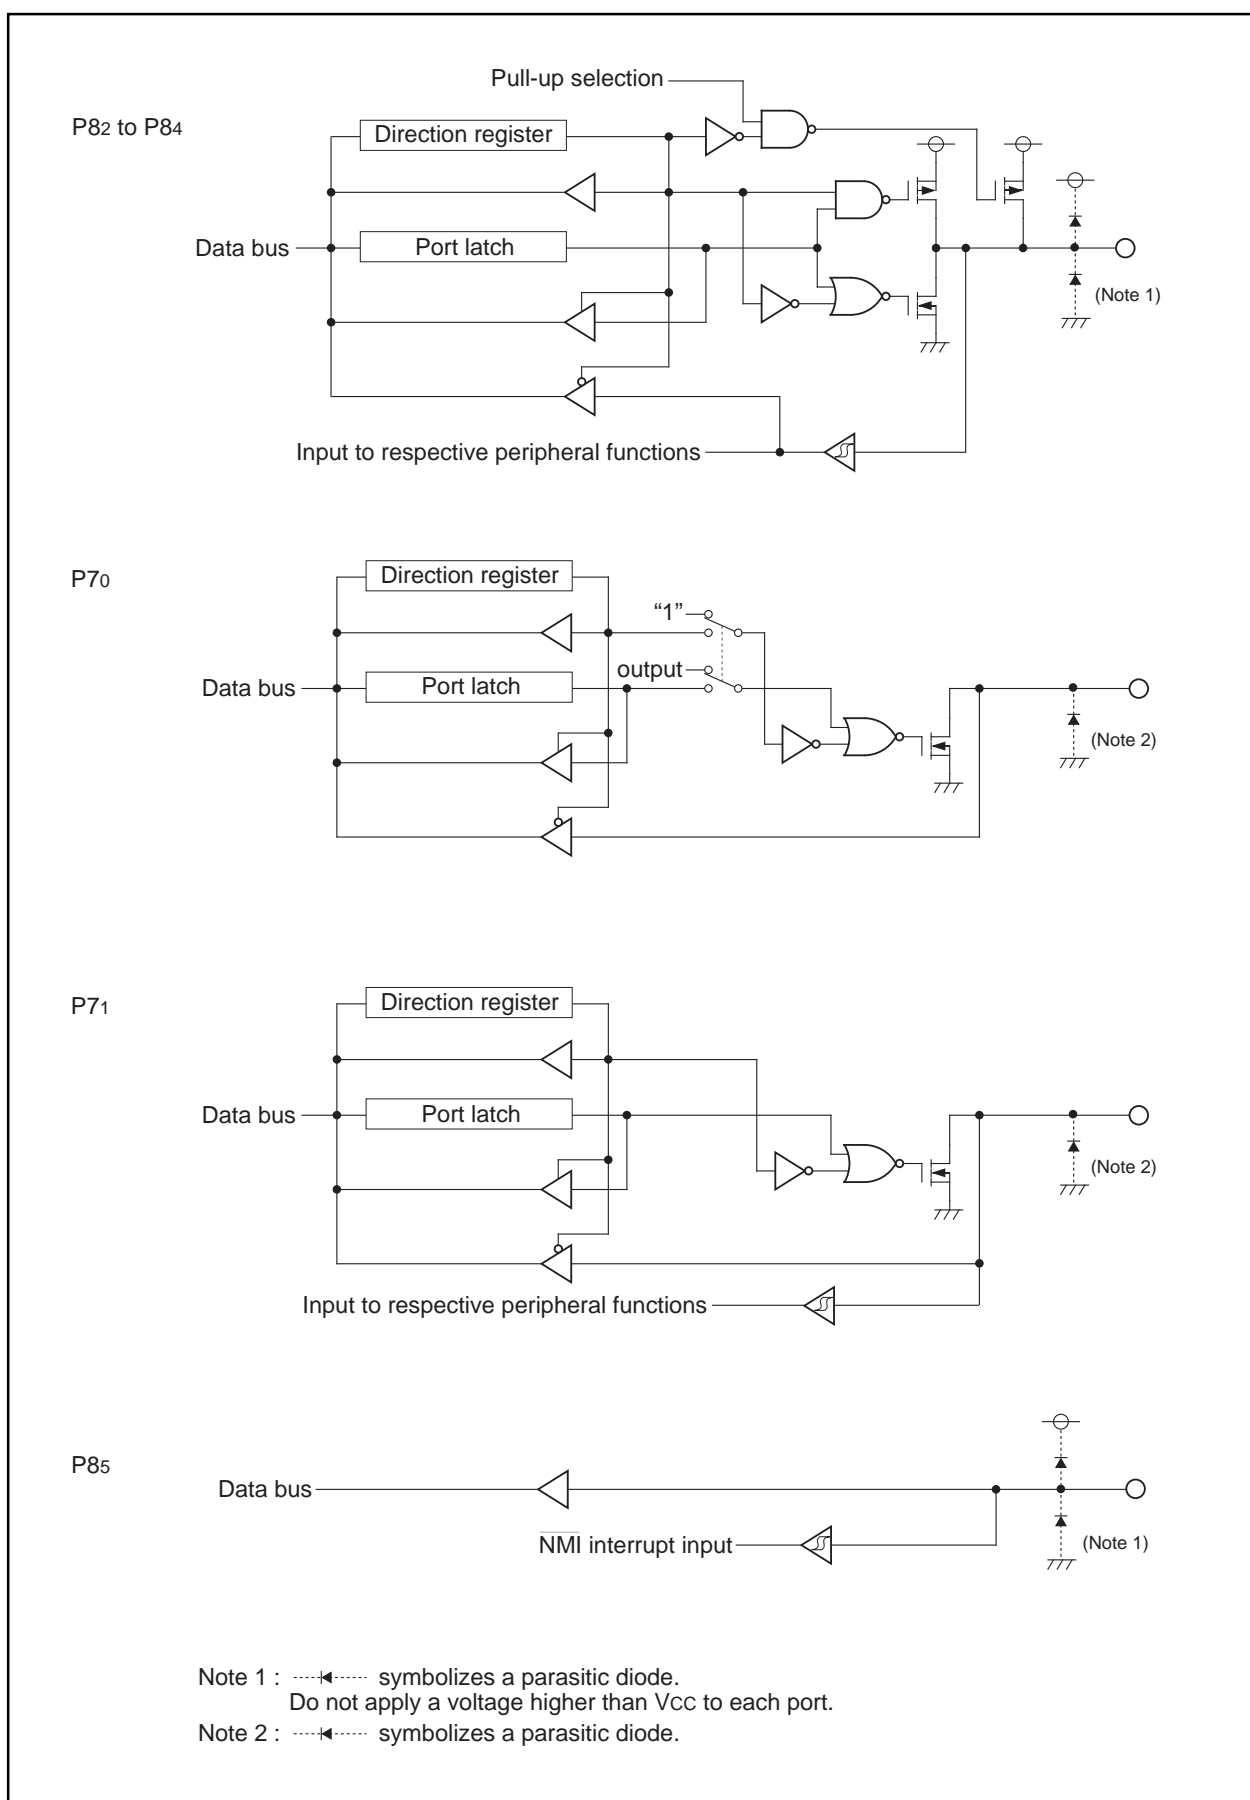 Pull-up selection
P82 to P84
Direction register
Data bus
Port latch
(Note 1)
Input to respective peripheral functions
P70
Direction register
“1”
output
Data bus
Port latch
(Note 2)
P71
Direction register
Data bus
Port latch
(Note 2)
Input to respective peripheral functions
P85
Data bus
NMI interrupt input
(Note 1)
Note 1 : symbolizes a parasitic diode.
Do not apply a voltage higher than VCC to each port.
Note 2 : symbolizes a parasitic diode.